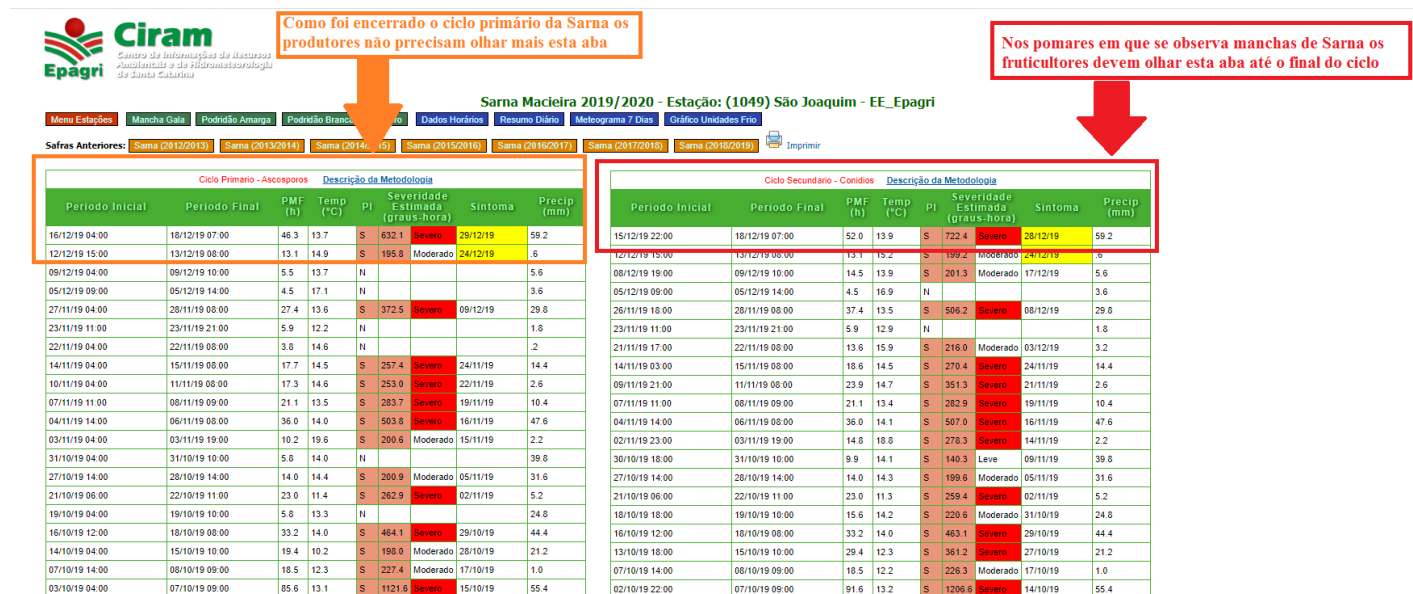 Como foi encerrado o ciclo primário da Sarna os
produtores não prrecisam olhar mais esta aba
Nos pomares em que se observa manchas de Sarna os
fruticultores devem olhar esta aba até o final do ciclo
Ciram
Centro de Informações de Recursos
Ambientais e de Hidrometeorologia
de Santa Catarina
Epagri
Sarna Macieira 2019/2020 - Estação: (1049) São Joaquim - EE_Epagri
Menu Estações Mancha Gala Podridão Amarga Podridão Branca Dados Horários Resumo Diário Meteograma 7 Dias Gráfico Unidades Frio
Safras Anteriores: Sarna (2012/2013) Sarna (2013/2014) Sarna (2014/2015) Sarna (2015/2016) Sarna (2016/2017) Sarna (2017/2018) Sarna (2018/2019) Imprimir
Ciclo Primario - Ascosporos Descrição da Metodologia
Periodo Inicial Periodo Final PMF (h) Temp (°C) PI Severidade Estimada (graus-hora) Sintoma Precip (mm)
16/12/19 04:00 18/12/19 07:00 46.3 13.7 S 632.1 Severo 29/12/19 59.2
12/12/19 15:00 13/12/19 08:00 13.1 14.9 S 195.8 Moderado 24/12/19 .6
09/12/19 04:00 09/12/19 10:00 5.5 13.7 N 5.6
05/12/19 09:00 05/12/19 14:00 4.5 17.1 N 3.6
27/11/19 04:00 28/11/19 08:00 27.4 13.6 S 372.5 Severo 09/12/19 29.8
23/11/19 11:00 23/11/19 21:00 5.9 12.2 N 1.8
22/11/19 04:00 22/11/19 08:00 3.8 14.6 N .2
14/11/19 04:00 15/11/19 08:00 17.7 14.5 S 257.4 Severo 24/11/19 14.4
10/11/19 04:00 11/11/19 08:00 17.3 14.6 S 253.0 Severo 22/11/19 2.6
07/11/19 11:00 08/11/19 09:00 21.1 13.5 S 283.7 Severo 19/11/19 10.4
04/11/19 14:00 06/11/19 08:00 36.0 14.0 S 503.8 Severo 16/11/19 47.6
03/11/19 04:00 03/11/19 19:00 10.2 19.6 S 200.6 Moderado 15/11/19 2.2
31/10/19 04:00 31/10/19 10:00 5.8 14.0 N 39.8
27/10/19 14:00 28/10/19 14:00 14.0 14.4 S 200.9 Moderado 05/11/19 31.6
21/10/19 06:00 22/10/19 11:00 23.0 11.4 S 262.9 Severo 02/11/19 5.2
19/10/19 04:00 19/10/19 10:00 5.8 13.3 N 24.8
16/10/19 12:00 18/10/19 08:00 33.2 14.0 S 464.1 Severo 29/10/19 44.4
14/10/19 04:00 15/10/19 10:00 19.4 10.2 S 198.0 Moderado 28/10/19 21.2
07/10/19 14:00 08/10/19 09:00 18.5 12.3 S 227.4 Moderado 17/10/19 1.0
03/10/19 04:00 07/10/19 09:00 85.6 13.1 S 1121.6 Severo 15/10/19 55.4
Ciclo Secundario - Conidios Descrição da Metodologia
Periodo Inicial Periodo Final PMF (h) Temp (°C) PI Severidade Estimada (graus-hora) Sintoma Precip (mm)
15/12/19 22:00 18/12/19 07:00 52.0 13.9 S 722.4 Severo 28/12/19 59.2
12/12/19 15:00 13/12/19 08:00 13.1 15.2 S 199.2 Moderado 24/12/19 .6
08/12/19 19:00 09/12/19 10:00 14.5 13.9 S 201.3 Moderado 17/12/19 5.6
05/12/19 09:00 05/12/19 14:00 4.5 16.9 N 3.6
26/11/19 18:00 28/11/19 08:00 37.4 13.5 S 506.2 Severo 08/12/19 29.8
23/11/19 11:00 23/11/19 21:00 5.9 12.9 N 1.8
21/11/19 17:00 22/11/19 08:00 13.6 15.9 S 216.0 Moderado 03/12/19 3.2
14/11/19 03:00 15/11/19 08:00 18.6 14.5 S 270.4 Severo 24/11/19 14.4
09/11/19 21:00 11/11/19 08:00 23.9 14.7 S 351.3 Severo 21/11/19 2.6
07/11/19 11:00 08/11/19 09:00 21.1 13.4 S 282.9 Severo 19/11/19 10.4
04/11/19 14:00 06/11/19 08:00 36.0 14.1 S 507.0 Severo 16/11/19 47.6
02/11/19 23:00 03/11/19 19:00 14.8 18.8 S 278.3 Severo 14/11/19 2.2
30/10/19 18:00 31/10/19 10:00 9.9 14.1 S 140.3 Leve 09/11/19 39.8
27/10/19 14:00 28/10/19 14:00 14.0 14.3 S 199.6 Moderado 05/11/19 31.6
21/10/19 06:00 22/10/19 11:00 23.0 11.3 S 259.4 Severo 02/11/19 5.2
18/10/19 18:00 19/10/19 10:00 15.6 14.2 S 220.6 Moderado 31/10/19 24.8
16/10/19 12:00 18/10/19 08:00 33.2 14.0 S 463.1 Severo 29/10/19 44.4
13/10/19 18:00 15/10/19 10:00 29.4 12.3 S 361.2 Severo 27/10/19 21.2
07/10/19 14:00 08/10/19 09:00 18.5 12.2 S 226.3 Moderado 17/10/19 1.0
02/10/19 22:00 07/10/19 09:00 91.6 13.2 S 1206.6 Severo 14/10/19 55.4